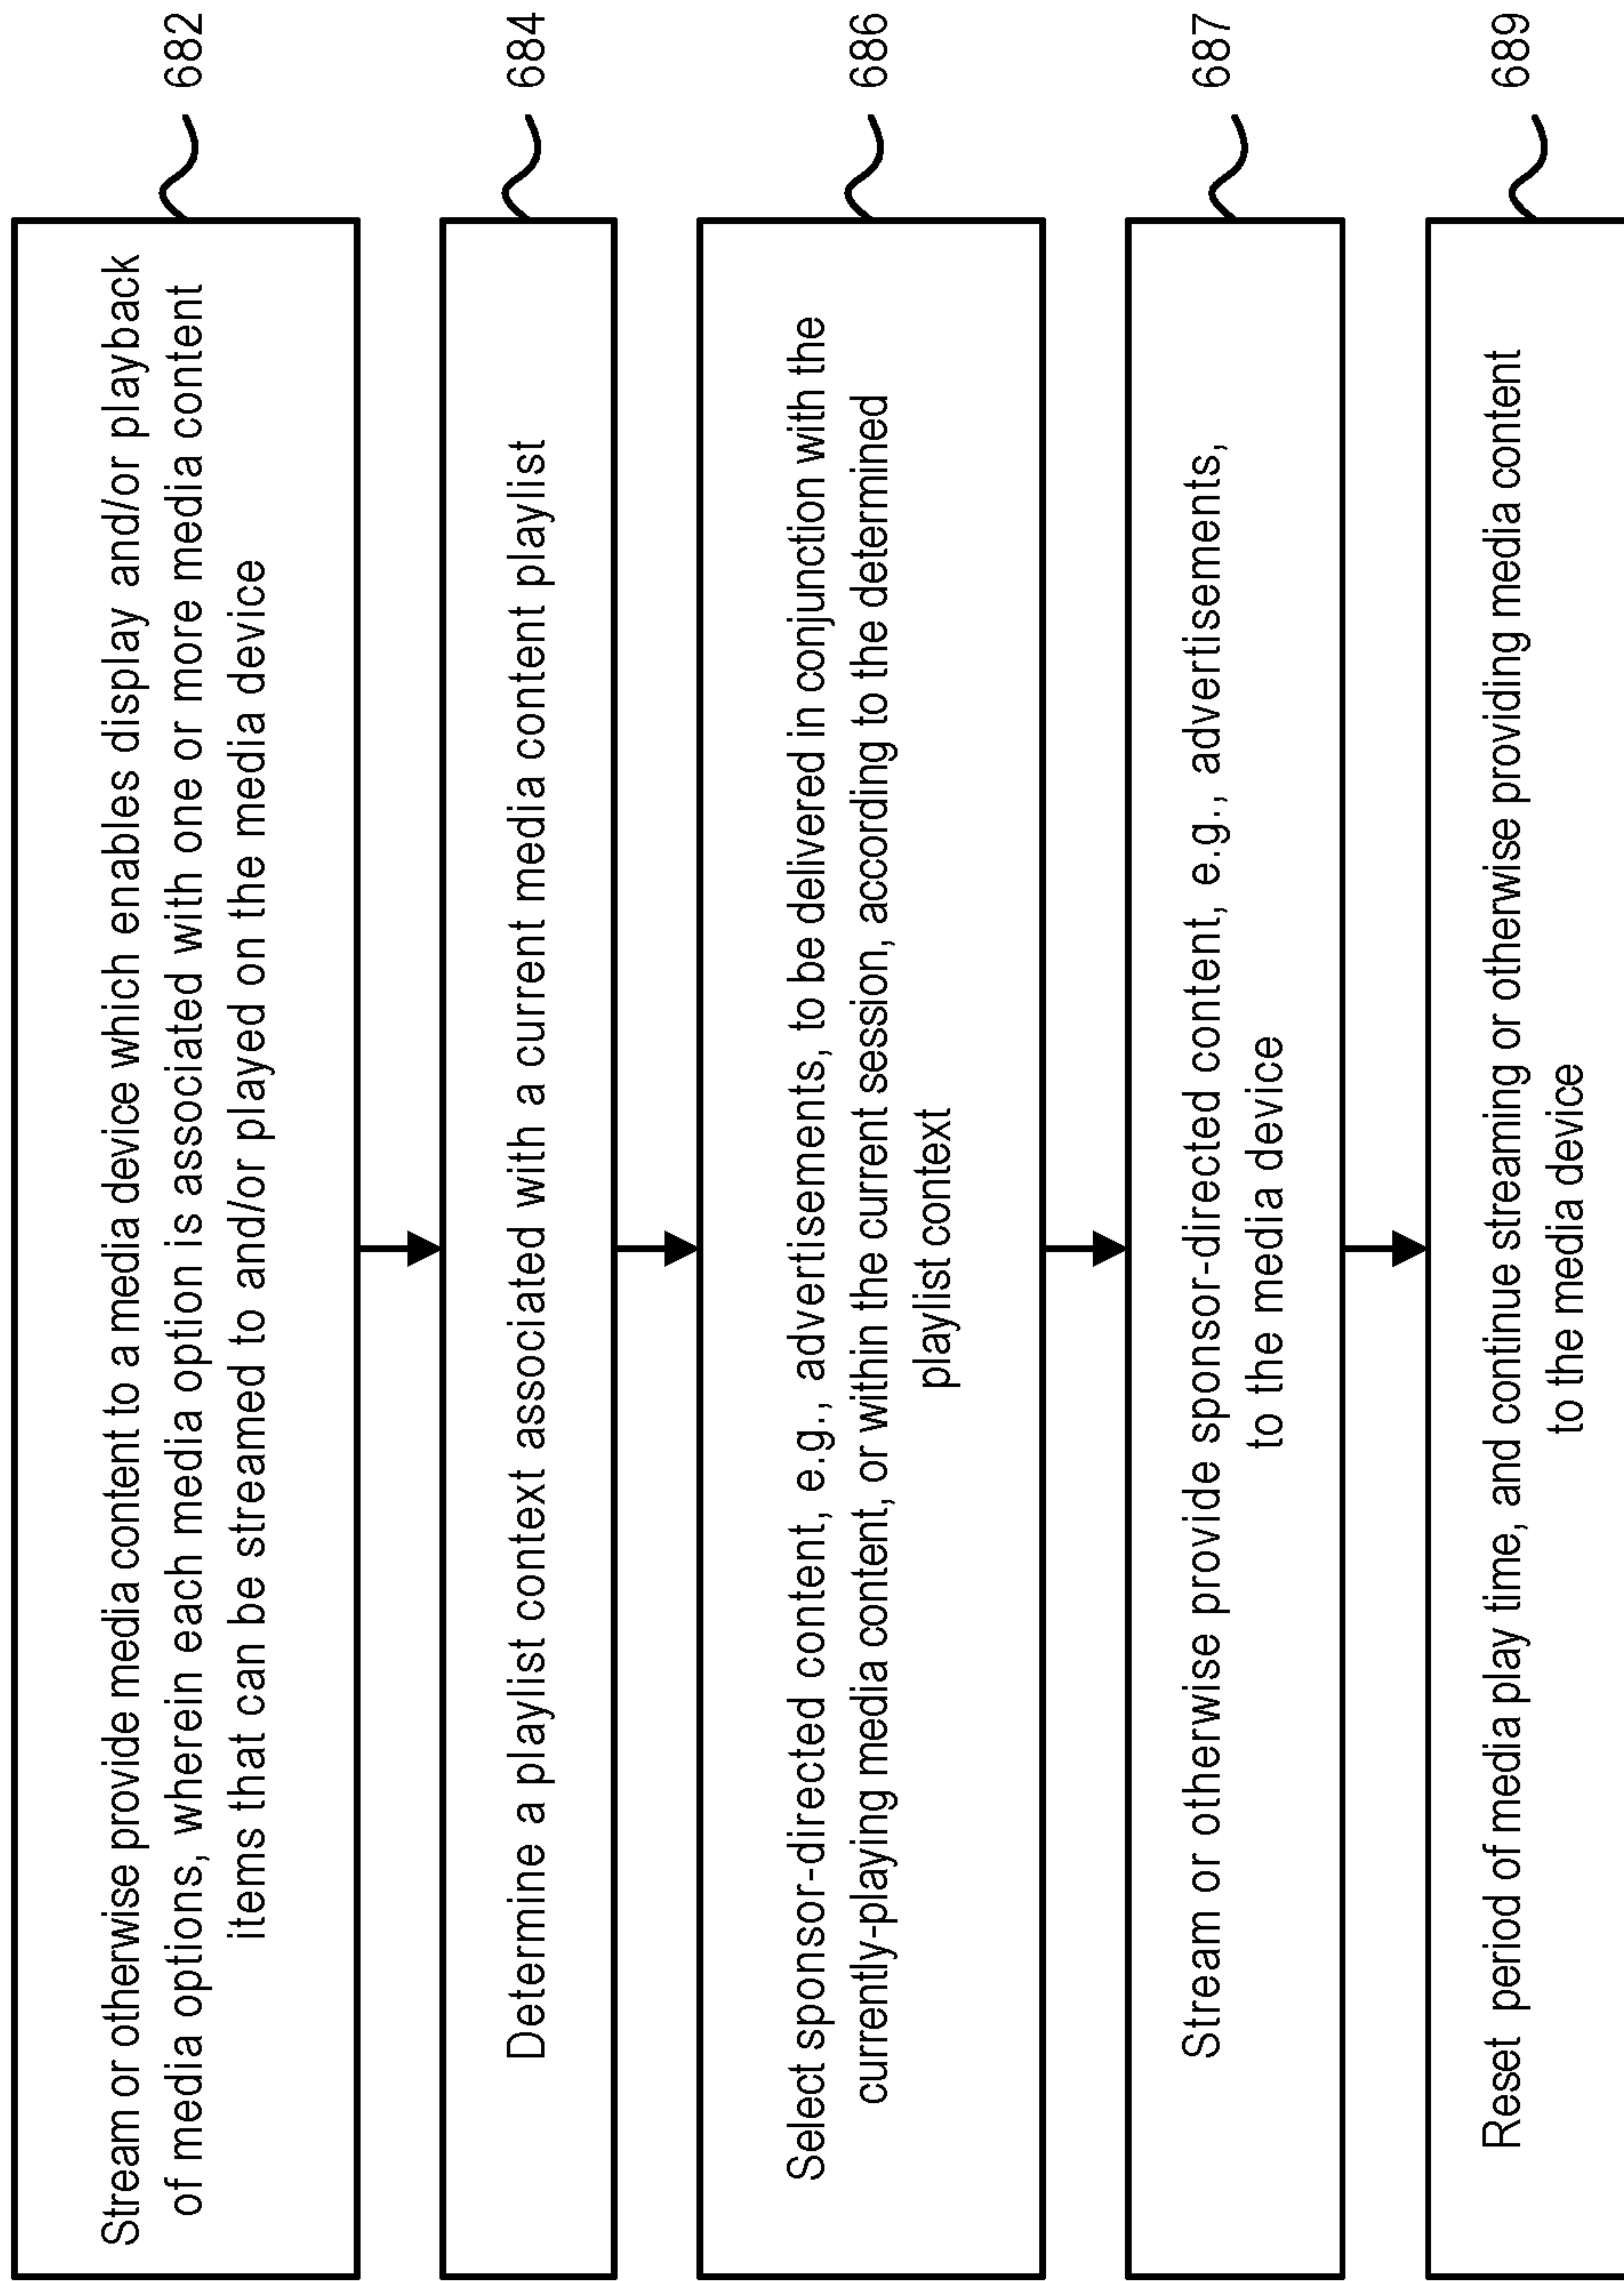 Stream or otherwise provide media content to a media device which enables display and/or playback
of media options, wherein each media option is associated with one or more media content
items that can be streamed to and/or played on the media device
682
Determine a playlist context associated with a current media content playlist
684
Select sponsor-directed content, e.g., advertisements, to be delivered in conjunction with the
currently-playing media content, or within the current session, according to the determined
playlist context
686
Stream or otherwise provide sponsor-directed content, e.g., advertisements,
to the media device
687
Reset period of media play time, and continue streaming or otherwise providing media content
to the media device
689